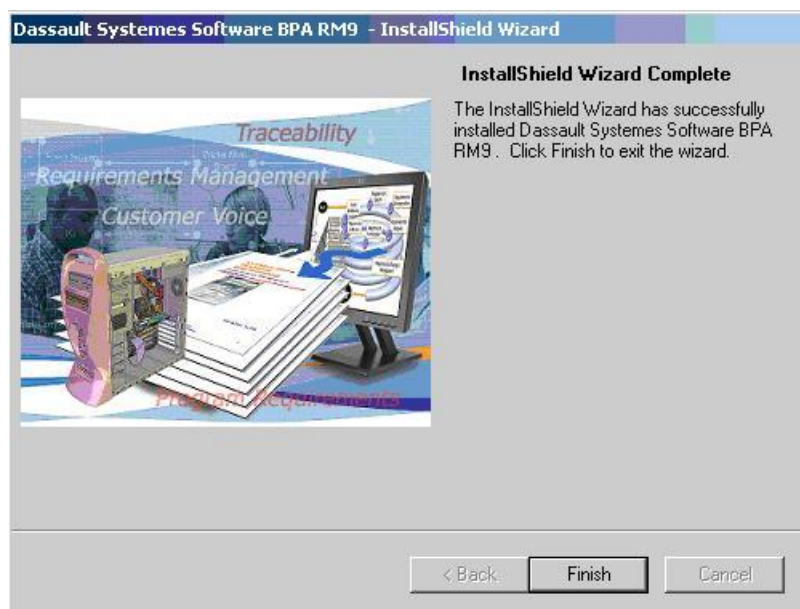 Dassault Systemes Software BPA RM9 - InstallShield Wizard
InstallShield Wizard Complete
The InstallShield Wizard has successfully
installed Dassault Systemes Software BPA
RM9 . Click Finish to exit the wizard.
Traceability
Requirements Management
Customer Voice
Program Requirements
< Back
Finish
Cancel